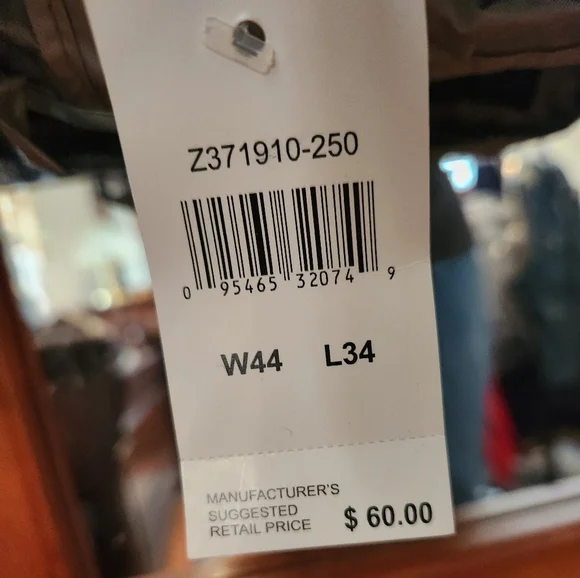 Z371910-250
0 95465 32074 9
W44 L34
MANUFACTURER'S
SUGGESTED
RETAIL PRICE $ 60.00